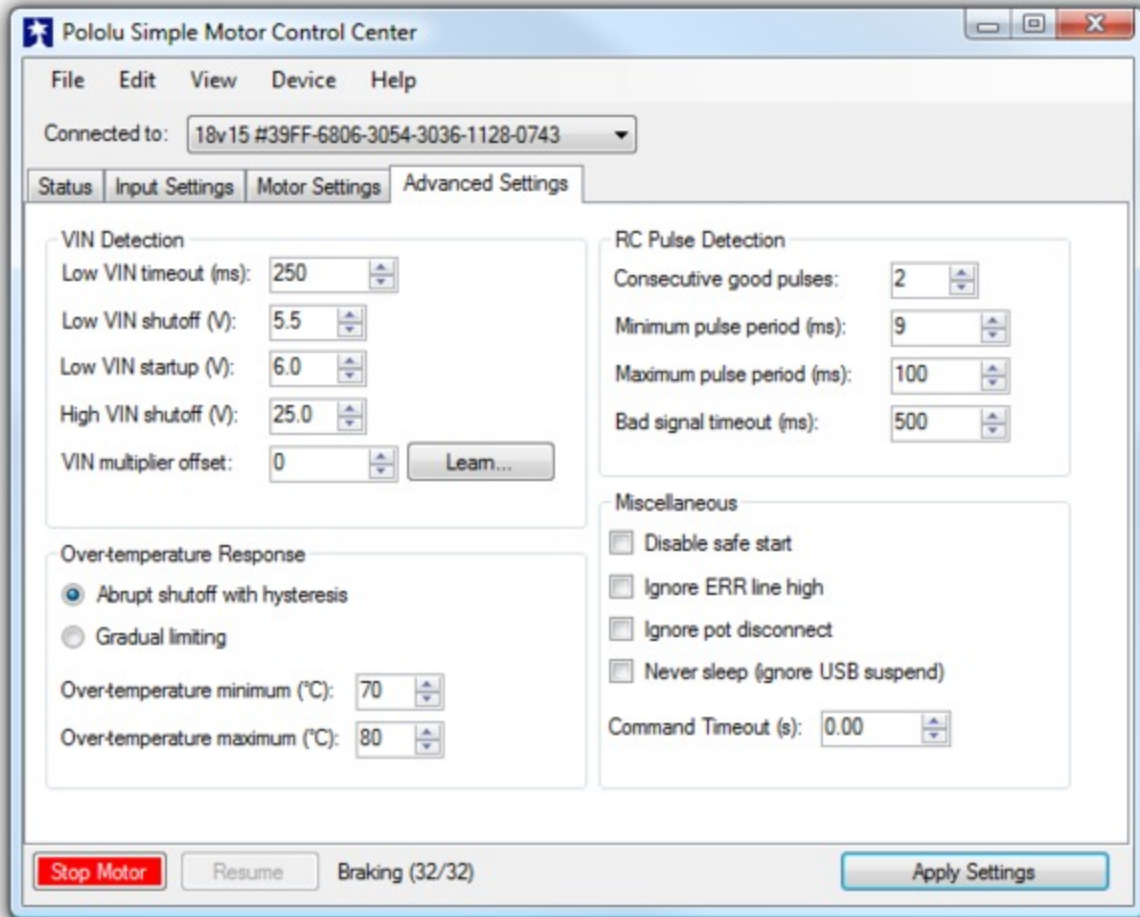 Pololu Simple Motor Control Center
File Edit View Device Help
Connected to: 18v15 #39FF-6806-3054-3036-1128-0743
Status Input Settings Motor Settings Advanced Settings
VIN Detection
Low VIN timeout (ms): 250
Low VIN shutoff (V): 5.5
Low VIN startup (V): 6.0
High VIN shutoff (V): 25.0
VIN multiplier offset: 0 Learn...
Over-temperature Response
Abrupt shutoff with hysteresis
Gradual limiting
Over-temperature minimum (°C): 70
Over-temperature maximum (°C): 80
RC Pulse Detection
Consecutive good pulses: 2
Minimum pulse period (ms): 9
Maximum pulse period (ms): 100
Bad signal timeout (ms): 500
Miscellaneous
Disable safe start
Ignore ERR line high
Ignore pot disconnect
Never sleep (ignore USB suspend)
Command Timeout (s): 0.00
Stop Motor Resume Braking (32/32) Apply Settings